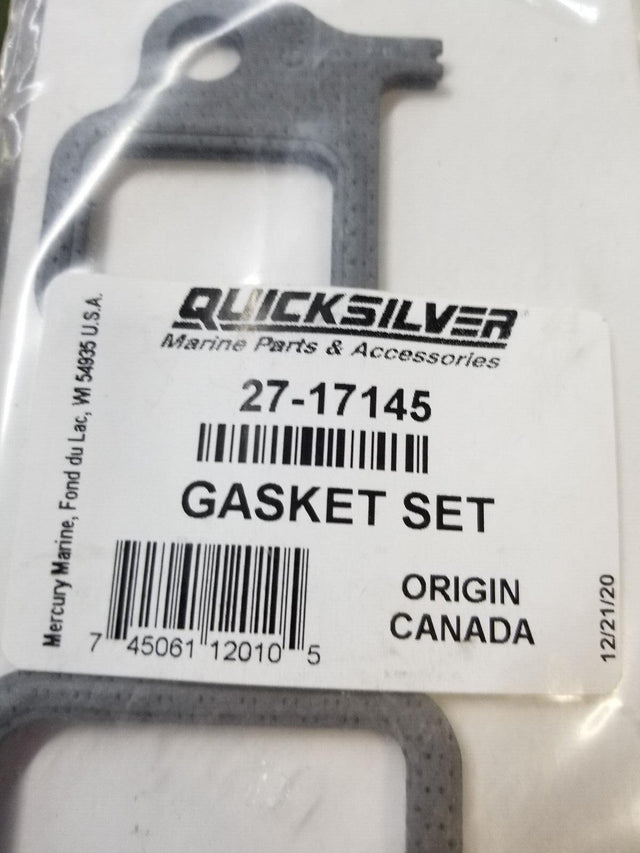 QUICKSILVER
Marine Parts & Accessories
27-17145
GASKET SET
7 45061 12010 5
ORIGIN
CANADA
Mercury Marine, Fond du Lac, WI 54935 U.S.A.
12/21/20